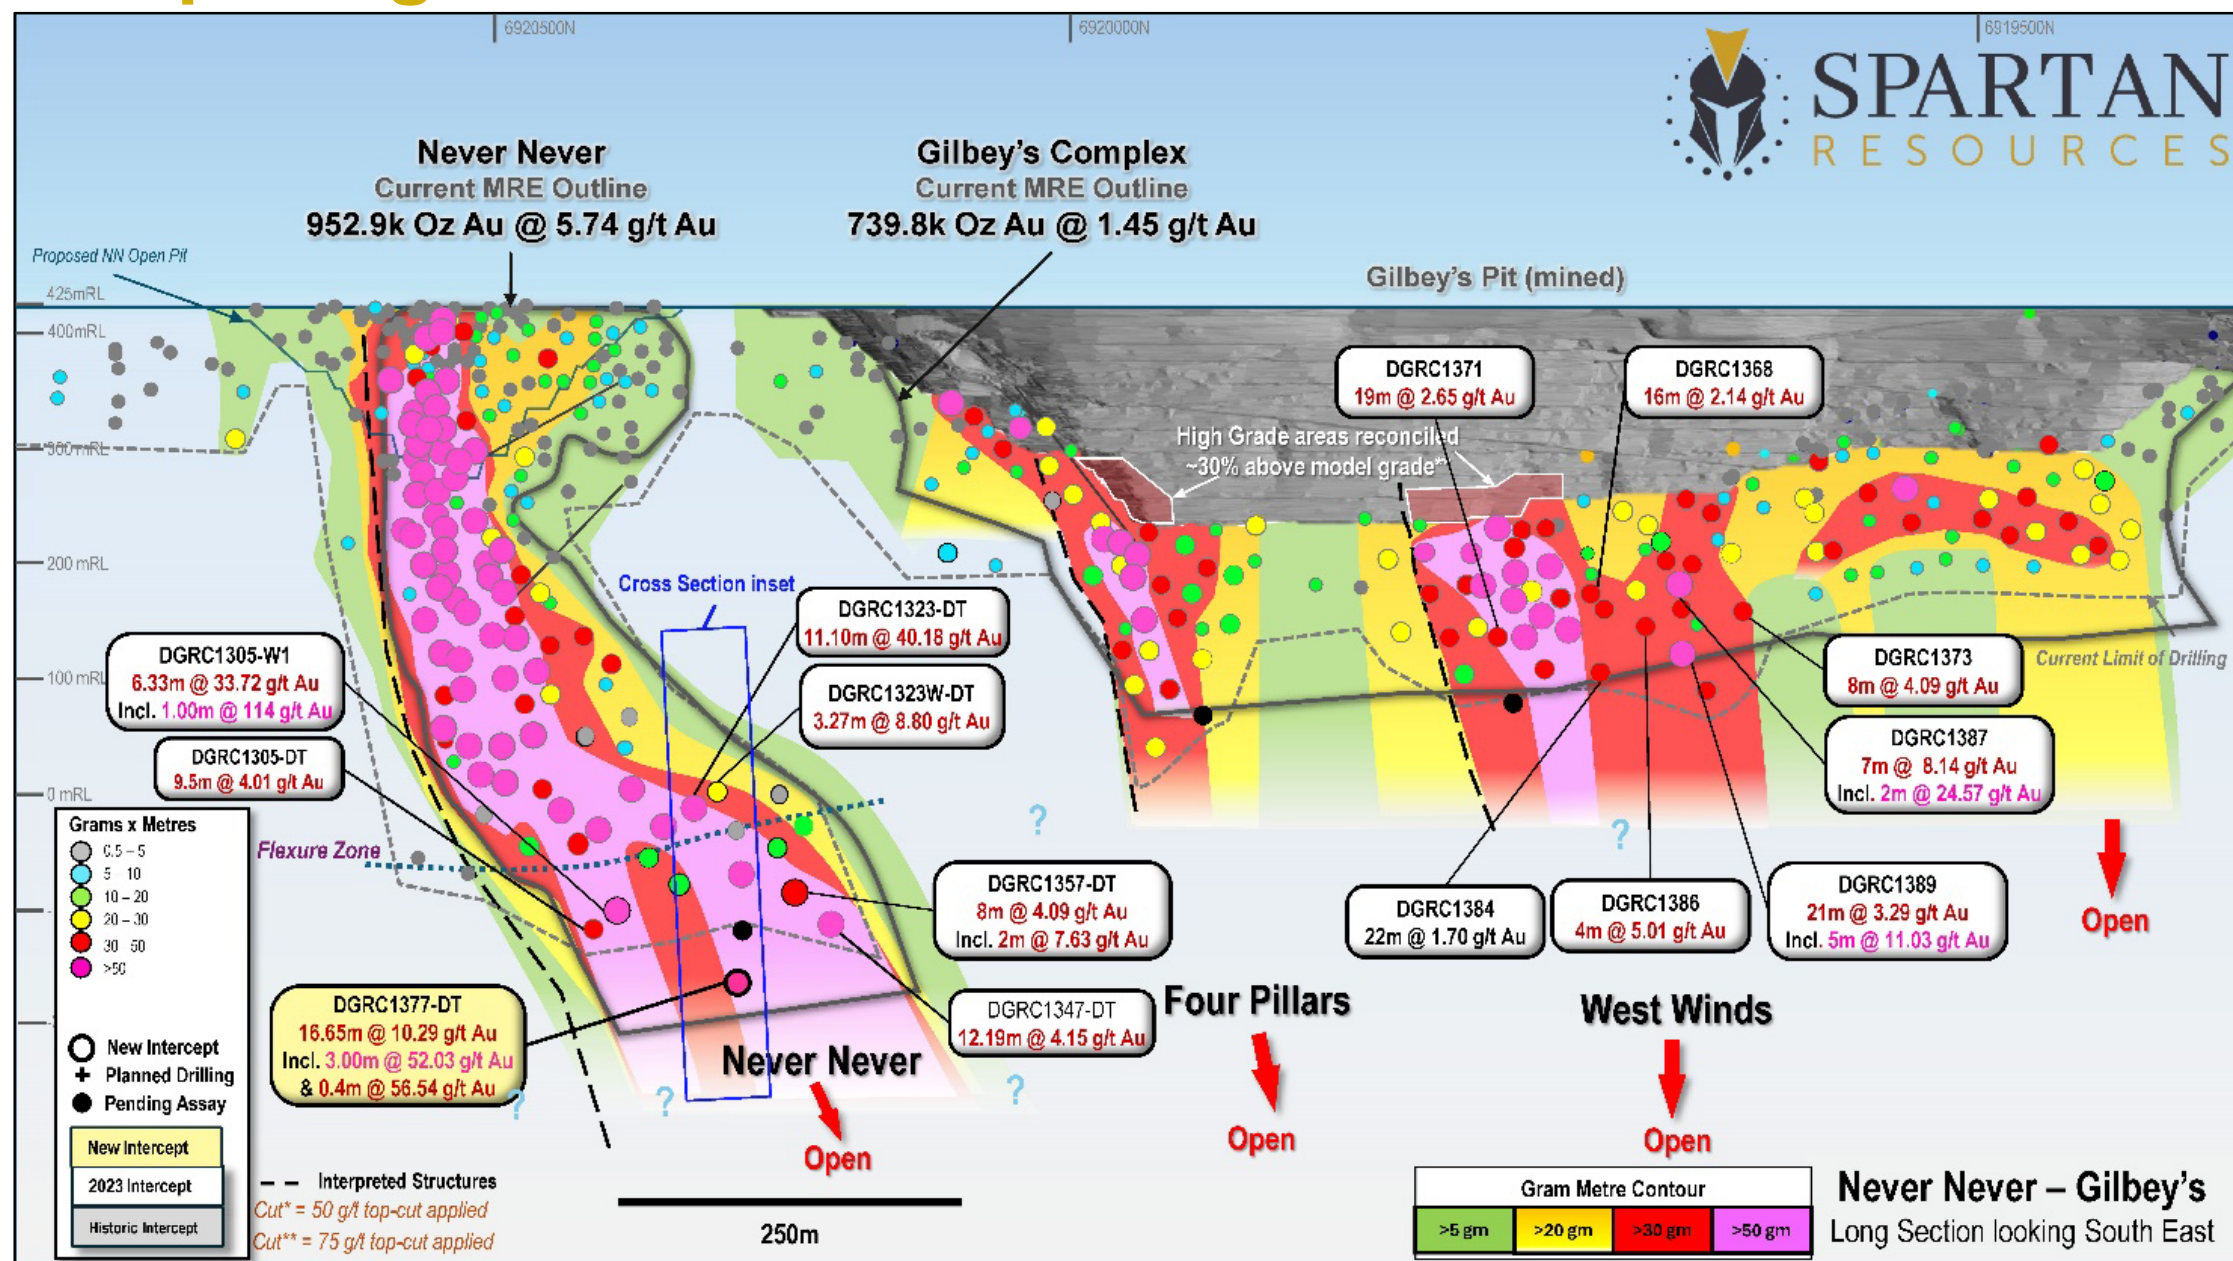 6920500N
6920000N
6919500N
SPARTAN
RESOURCES
Never Never
Current MRE Outline
952.9k Oz Au @ 5.74 g/t Au
Gilbey's Complex
Current MRE Outline
739.8k Oz Au @ 1.45 g/t Au
Proposed NN Open Pit
Gilbey's Pit (mined)
425mRL
400mRL
300mRL
200 mRL
100 mRL
0 mRL
DGRC1371
19m @ 2.65 g/t Au
DGRC1368
16m @ 2.14 g/t Au
High Grade areas reconciled
~30% above model grade**
Cross Section inset
DGRC1323-DT
11.10m @ 40.18 g/t Au
DGRC1323W-DT
3.27m @ 8.80 g/t Au
DGRC1305-W1
6.33m @ 33.72 g/t Au
Incl. 1.00m @ 114 g/t Au
DGRC1305-DT
9.5m @ 4.01 g/t Au
DGRC1373
8m @ 4.09 g/t Au
Current Limit of Drilling
DGRC1387
7m @ 8.14 g/t Au
Incl. 2m @ 24.57 g/t Au
Flexure Zone
?
?
DGRC1357-DT
8m @ 4.09 g/t Au
Incl. 2m @ 7.63 g/t Au
DGRC1384
22m @ 1.70 g/t Au
DGRC1386
4m @ 5.01 g/t Au
DGRC1389
21m @ 3.29 g/t Au
Incl. 5m @ 11.03 g/t Au
Open
DGRC1377-DT
16.65m @ 10.29 g/t Au
Incl. 3.00m @ 52.03 g/t Au
& 0.4m @ 56.54 g/t Au
DGRC1347-DT
12.19m @ 4.15 g/t Au
Never Never
Open
Four Pillars
Open
West Winds
Open
?
?
?
Grams x Metres
0.5 – 5
5 – 10
10 – 20
20 – 30
30 50
>50
New Intercept
+ Planned Drilling
Pending Assay
New Intercept
2023 Intercept
Historic Intercept
Interpreted Structures
Cut* = 50 g/t top-cut applied
Cut** = 75 g/t top-cut applied
250m
Gram Metre Contour
>5 gm
>20 gm
>30 gm
>50 gm
Never Never – Gilbey's
Long Section looking South East